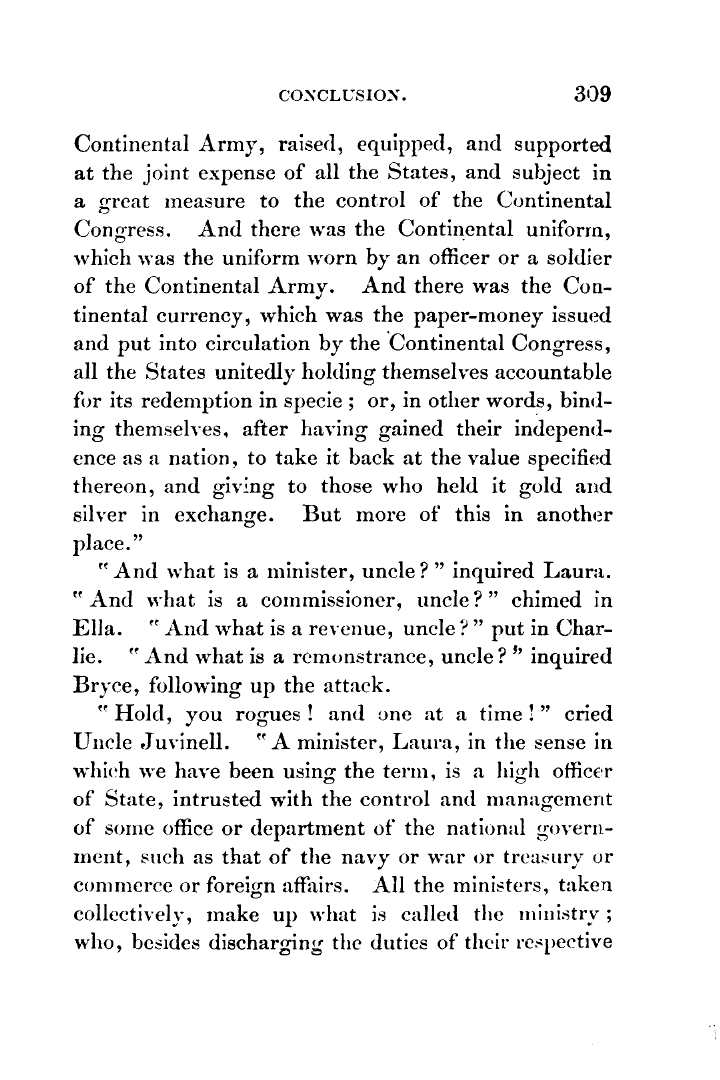 CONCLUSION. 309
Continental Army, raised, equipped, and supported
at the joint expense of all the States, and subject in
a great measure to the control of the Continental
Congress. And there was the Continental uniform,
which was the uniform worn by an officer or a soldier
of the Continental Army. And there was the Con-
tinental currency, which was the paper-money issued
and put into circulation by the Continental Congress,
all the States unitedly holding themselves accountable
for its redemption in specie; or, in other words, bind-
ing themselves, after having gained their independ-
ence as a nation, to take it back at the value specified
thereon, and giving to those who held it gold and
silver in exchange. But more of this in another
place.”
“And what is a minister, uncle?” inquired Laura.
“And what is a commissioner, uncle?” chimed in
Ella. “And what is a revenue, uncle?” put in Char-
lie. “And what is a remonstrance, uncle?” inquired
Bryce, following up the attack.
“Hold, you rogues! and one at a time!” cried
Uncle Juvinell. “A minister, Laura, in the sense in
which we have been using the term, is a high officer
of State, intrusted with the control and management
of some office or department of the national govern-
ment, such as that of the navy or war or treasury or
commerce or foreign affairs. All the ministers, taken
collectively, make up what is called the ministry;
who, besides discharging the duties of their respective